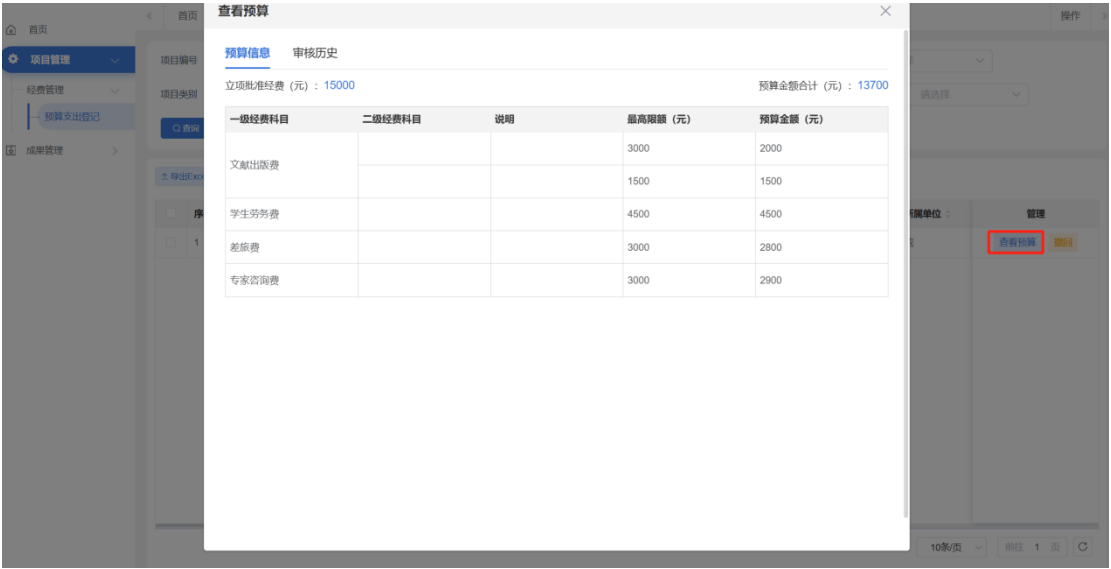 首页
项目管理
经费管理
预算支出登记
成果管理
首页
操作
项目编号
项目类别
请选择
查询
导出Exc
序
所属单位
管理
1
查看预算
撤回
10条/页
前往 1 页
查看预算
预算信息 审核历史
立项批准经费（元）: 15000
预算金额合计（元）: 13700
一级经费科目 二级经费科目 说明 最高限额（元） 预算金额（元）
文献出版费 3000 2000
1500 1500
学生劳务费 4500 4500
差旅费 3000 2800
专家咨询费 3000 2900